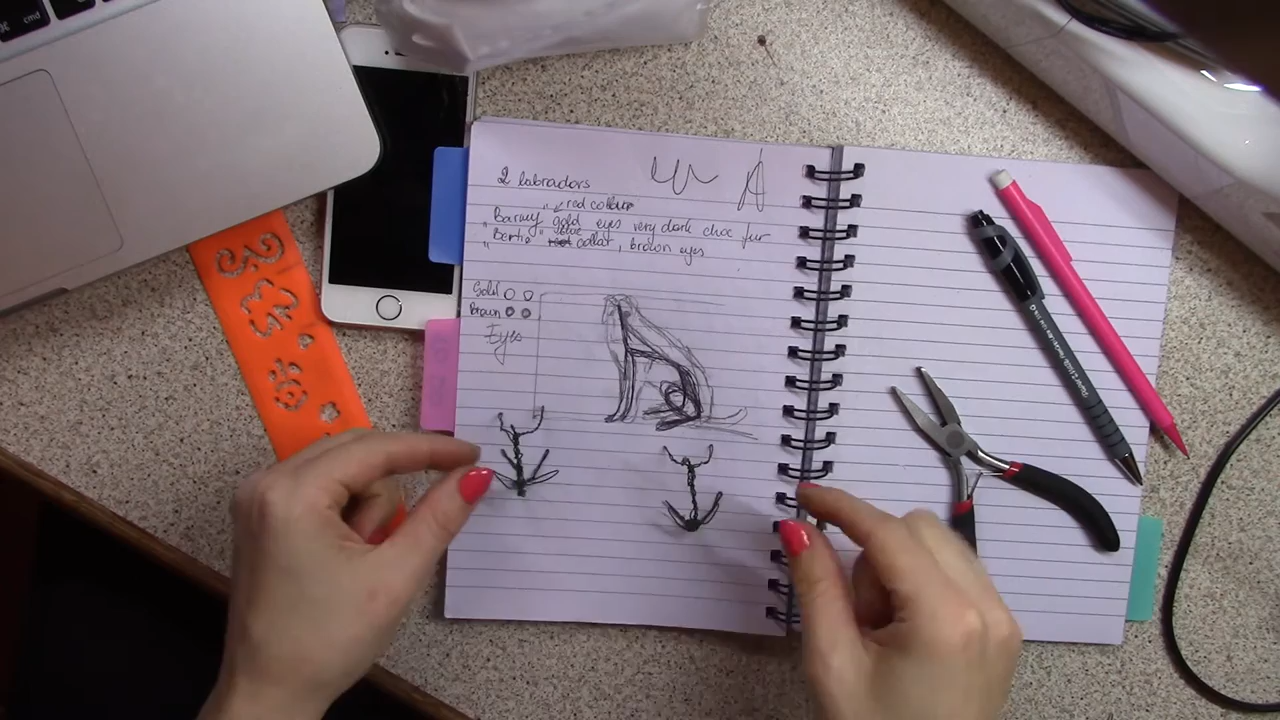 cmd
2 labradors
" red collar
"Barney gold eyes very dark choc fur
"Bertie" blue collar, brown eyes
Gold
Brown
Eyes